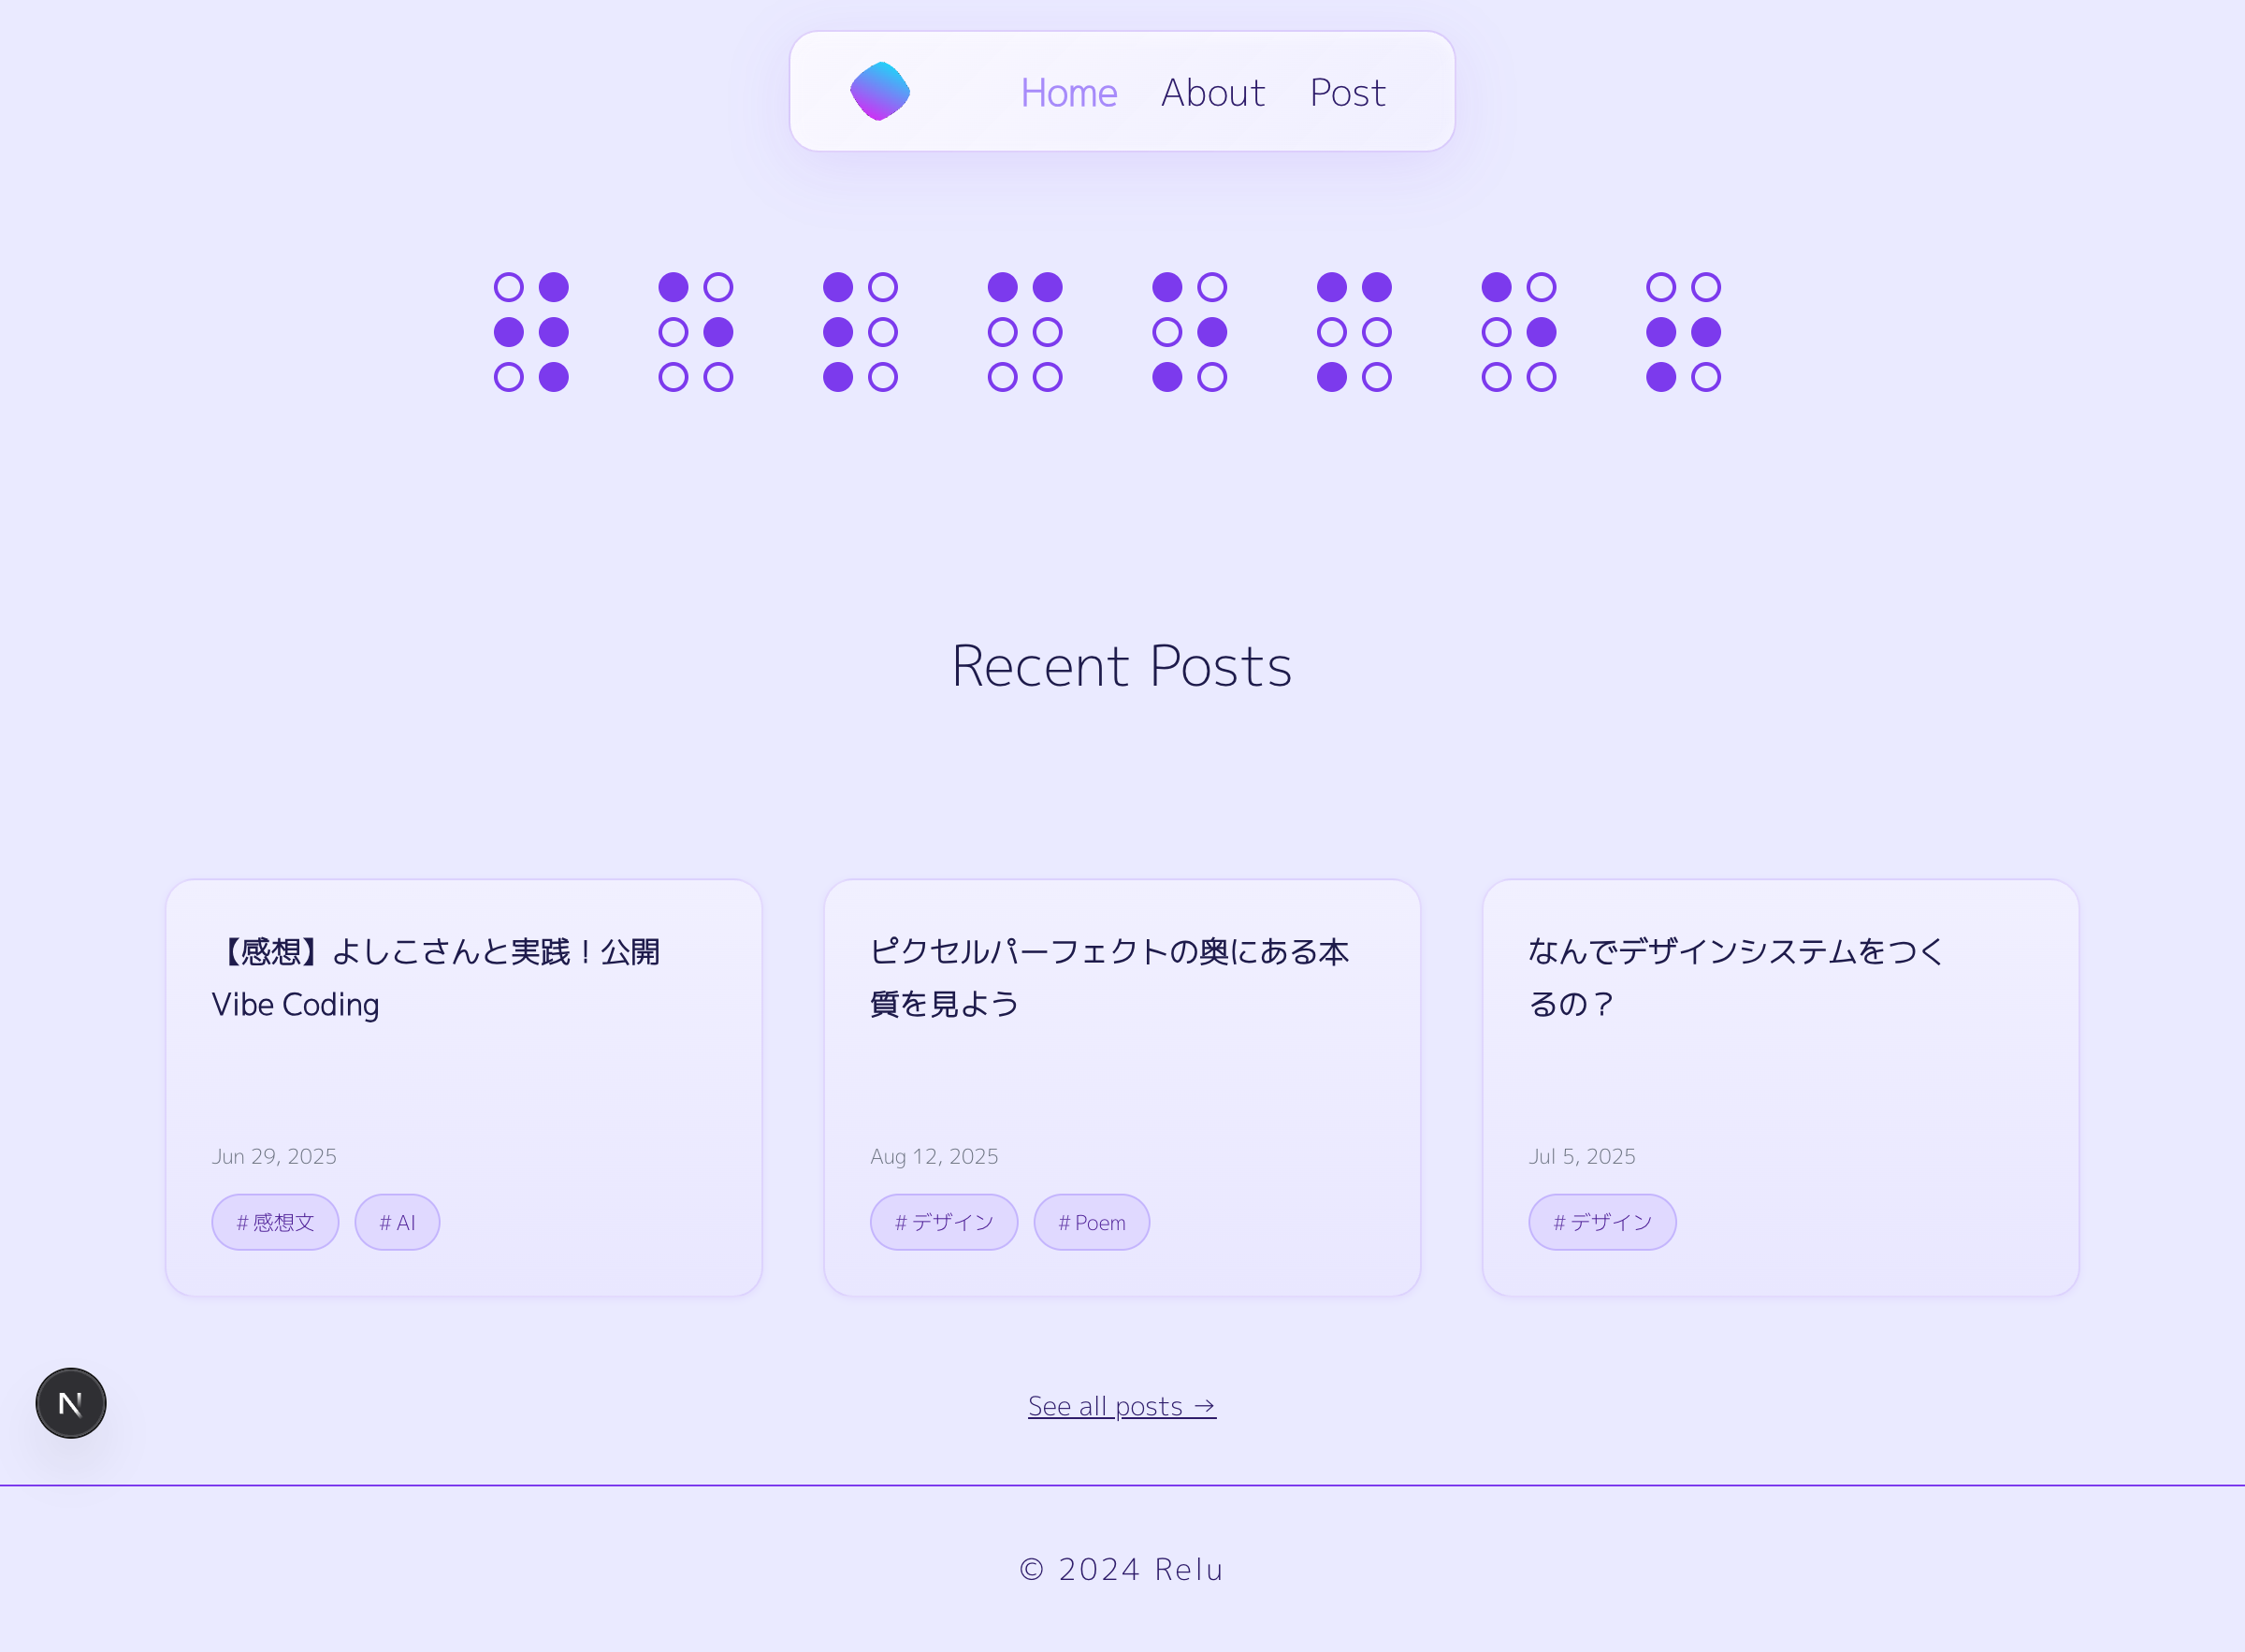 Home About Post
⠺⠑⠇⠉⠕⠍⠑⠖
Recent Posts
【感想】よしこさんと実践！公開
Vibe Coding
Jun 29, 2025
# 感想文 # AI
ピクセルパーフェクトの奥にある本
質を見よう
Aug 12, 2025
# デザイン # Poem
なんでデザインシステムをつく
るの？
Jul 5, 2025
# デザイン
See all posts →
N
© 2024 Relu